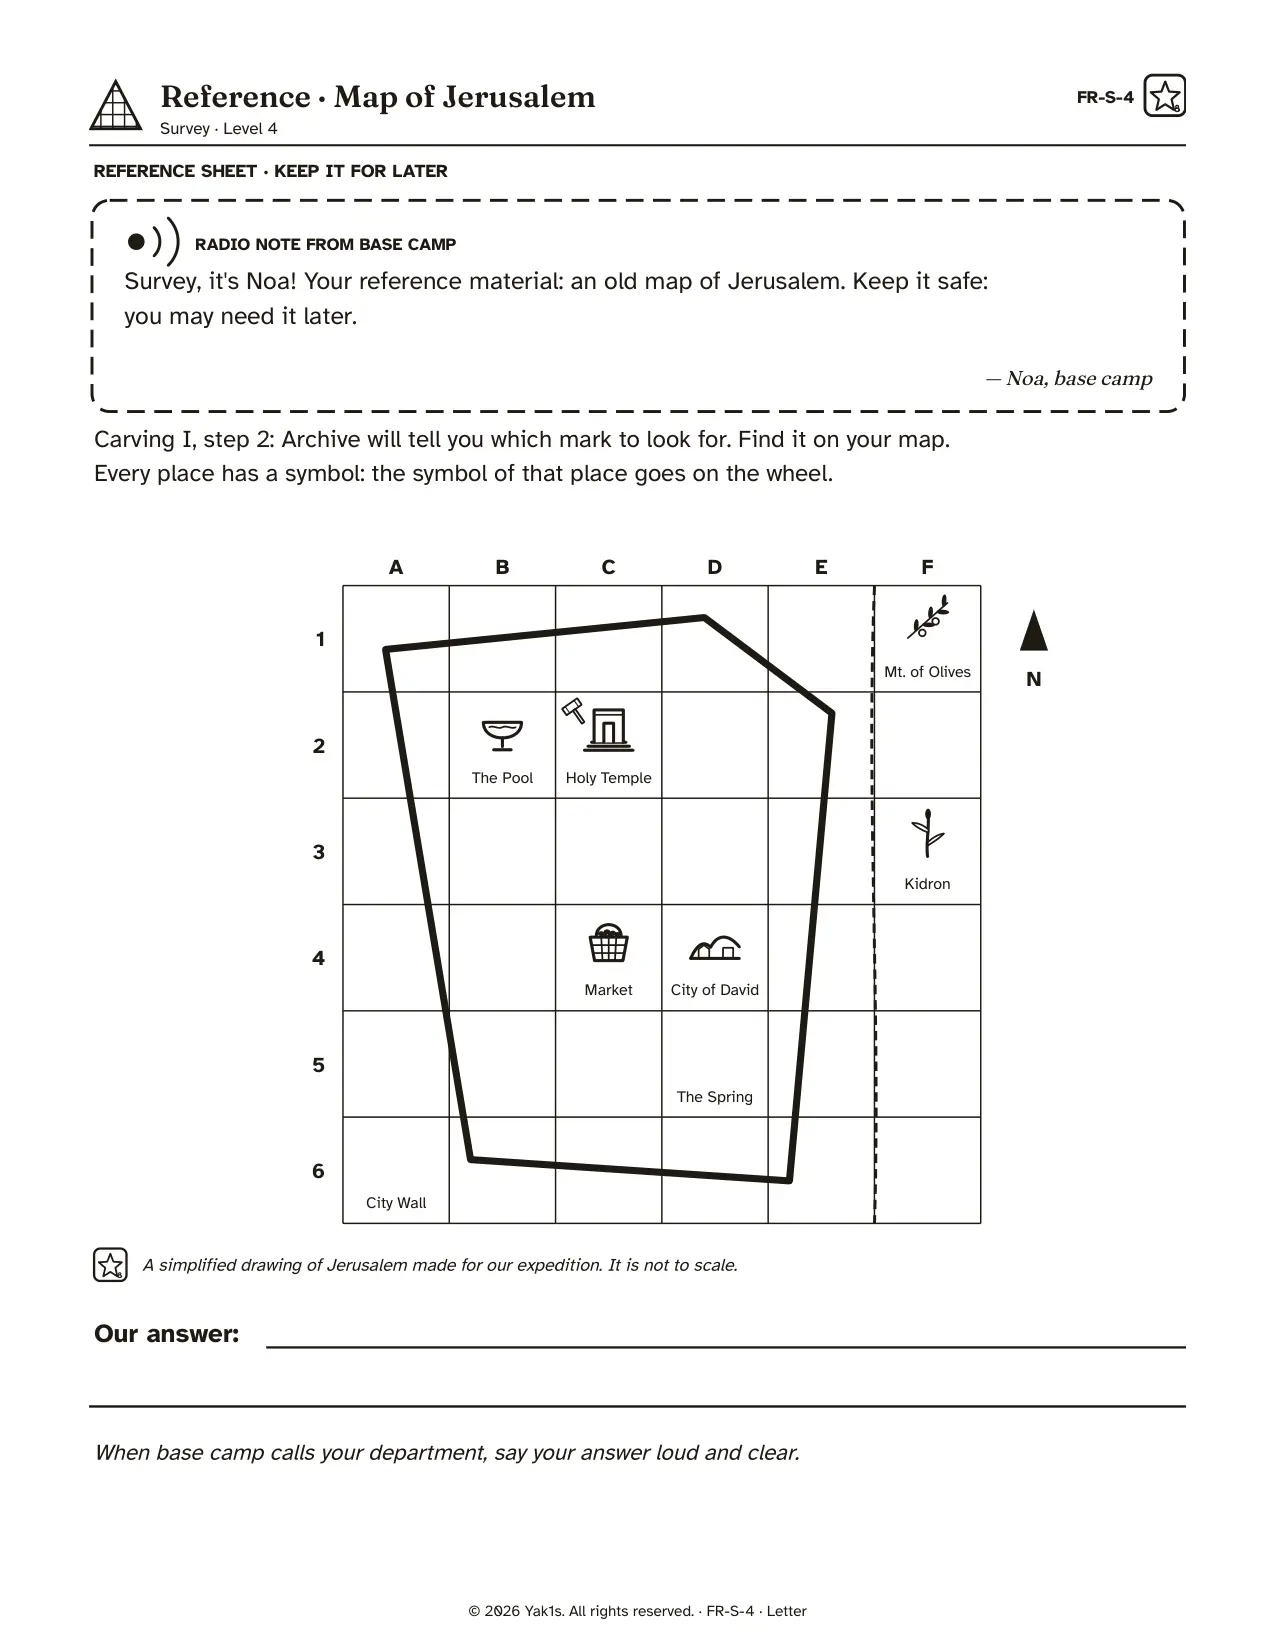 Reference · Map of Jerusalem
Survey · Level 4
FR-S-4
REFERENCE SHEET · KEEP IT FOR LATER
RADIO NOTE FROM BASE CAMP
Survey, it's Noa! Your reference material: an old map of Jerusalem. Keep it safe:
you may need it later.
— Noa, base camp
Carving I, step 2: Archive will tell you which mark to look for. Find it on your map.
Every place has a symbol: the symbol of that place goes on the wheel.
A B C D E F
1
Mt. of Olives
N
2
The Pool
Holy Temple
3
Kidron
4
Market
City of David
5
The Spring
6
City Wall
A simplified drawing of Jerusalem made for our expedition. It is not to scale.
Our answer:
When base camp calls your department, say your answer loud and clear.
© 2026 Yak1s. All rights reserved. · FR-S-4 · Letter